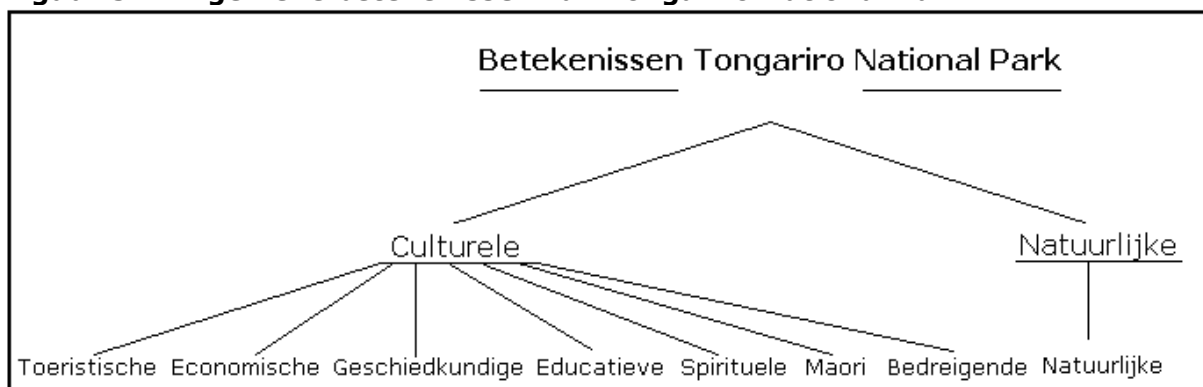 Betekenissen Tongariro National Park
Culturele Natuurlijke
Toeristische Economische Geschiedkundige Educatieve Spirituele Maori Bedreigende Natuurlijke